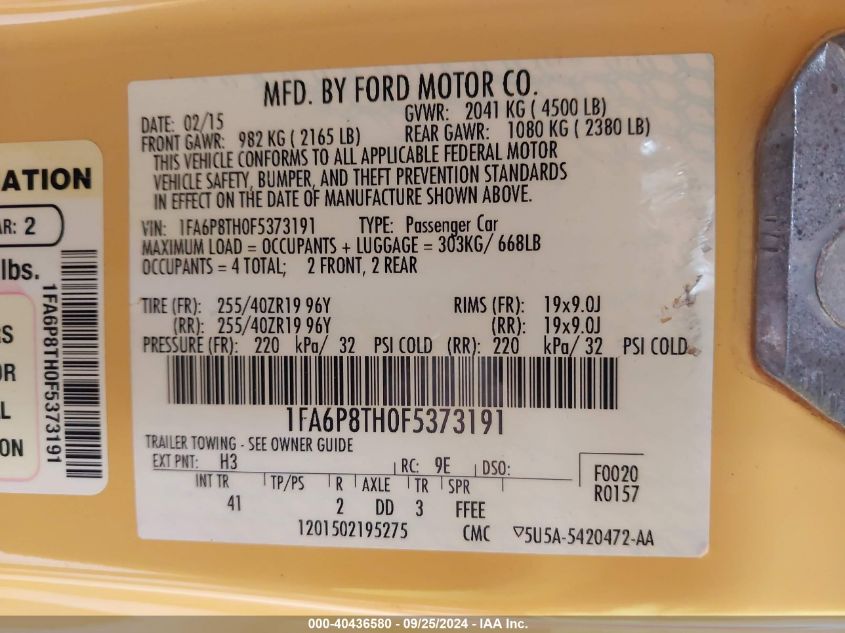 MFD. BY FORD MOTOR CO.
DATE: 02/15
GVWR: 2041 KG ( 4500 LB)
FRONT GAWR: 982 KG ( 2165 LB)
REAR GAWR: 1080 KG ( 2380 LB)
THIS VEHICLE CONFORMS TO ALL APPLICABLE FEDERAL MOTOR
VEHICLE SAFETY, BUMPER, AND THEFT PREVENTION STANDARDS
IN EFFECT ON THE DATE OF MANUFACTURE SHOWN ABOVE.
VIN: 1FA6P8TH0F5373191 TYPE: Passenger Car
MAXIMUM LOAD = OCCUPANTS + LUGGAGE = 303KG/ 668LB
OCCUPANTS = 4 TOTAL; 2 FRONT, 2 REAR
TIRE (FR): 255/40ZR19 96Y RIMS (FR): 19x9.0J
(RR): 255/40ZR19 96Y (RR): 19x9.0J
PRESSURE (FR): 220 kPa/ 32 PSI COLD (RR): 220 kPa/ 32 PSI COLD
1FA6P8TH0F5373191
TRAILER TOWING - SEE OWNER GUIDE
EXT PNT: H3 RC: 9E DSO:
F0020
R0157
INT TR TP/PS R AXLE TR SPR
41 2 DD 3 FFEE
1201502195275 CMC ▽5U5A-5420472-AA
ATION
AR: 2
lbs.
1FA6P8TH0F5373191
RS
OR
L
ON
000-40436580 - 09/25/2024 - IAA Inc.